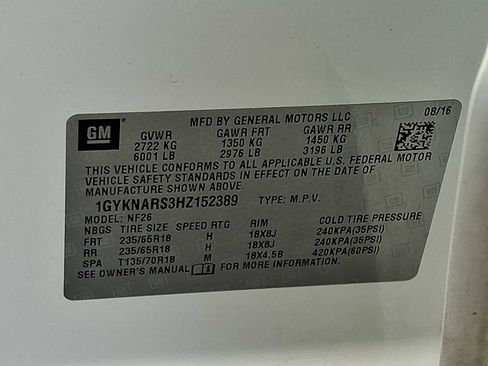 GM
MFD BY GENERAL MOTORS LLC
08/16
GVWR GAWR FRT GAWR RR
2722 KG 1350 KG 1450 KG
6001 LB 2976 LB 3196 LB
THIS VEHICLE CONFORMS TO ALL APPLICABLE U.S. FEDERAL MOTOR
VEHICLE SAFETY STANDARDS IN EFFECT ON THE DATE OF
MANUFACTURE SHOWN ABOVE.
1GYKNARS3HZ152389 TYPE: M.P.V.
MODEL: NF26
NBGS TIRE SIZE SPEED RTG RIM COLD TIRE PRESSURE
FRT 235/65R18 H 18X8J 240KPA(35PSI)
RR 235/65R18 H 18X8J 240KPA(35PSI)
SPA T135/70R18 M 18X4.5B 420KPA(60PSI)
SEE OWNER'S MANUAL FOR MORE INFORMATION.